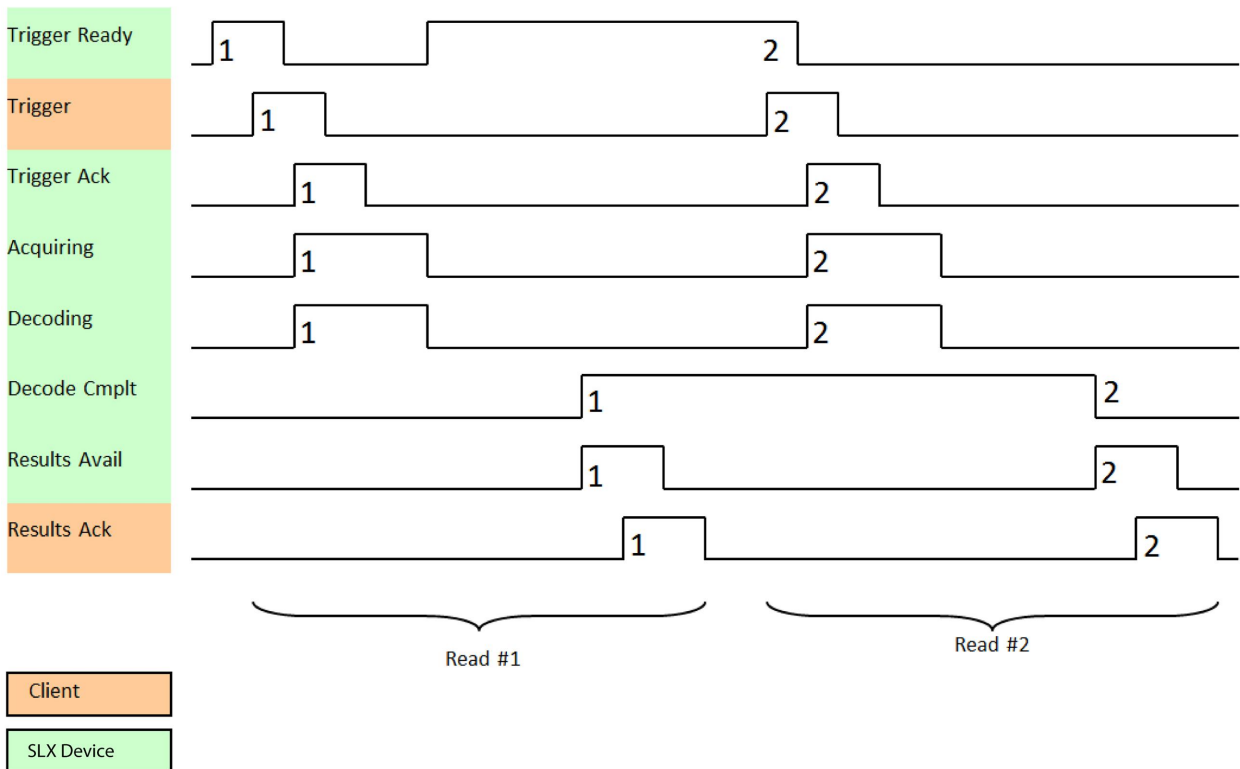 Trigger Ready 1 2
Trigger 1 2
Trigger Ack 1 2
Acquiring 1 2
Decoding 1 2
Decode Cmplt 1 2
Results Avail 1 2
Results Ack 1 2
Read #1 Read #2
Client
SLX Device